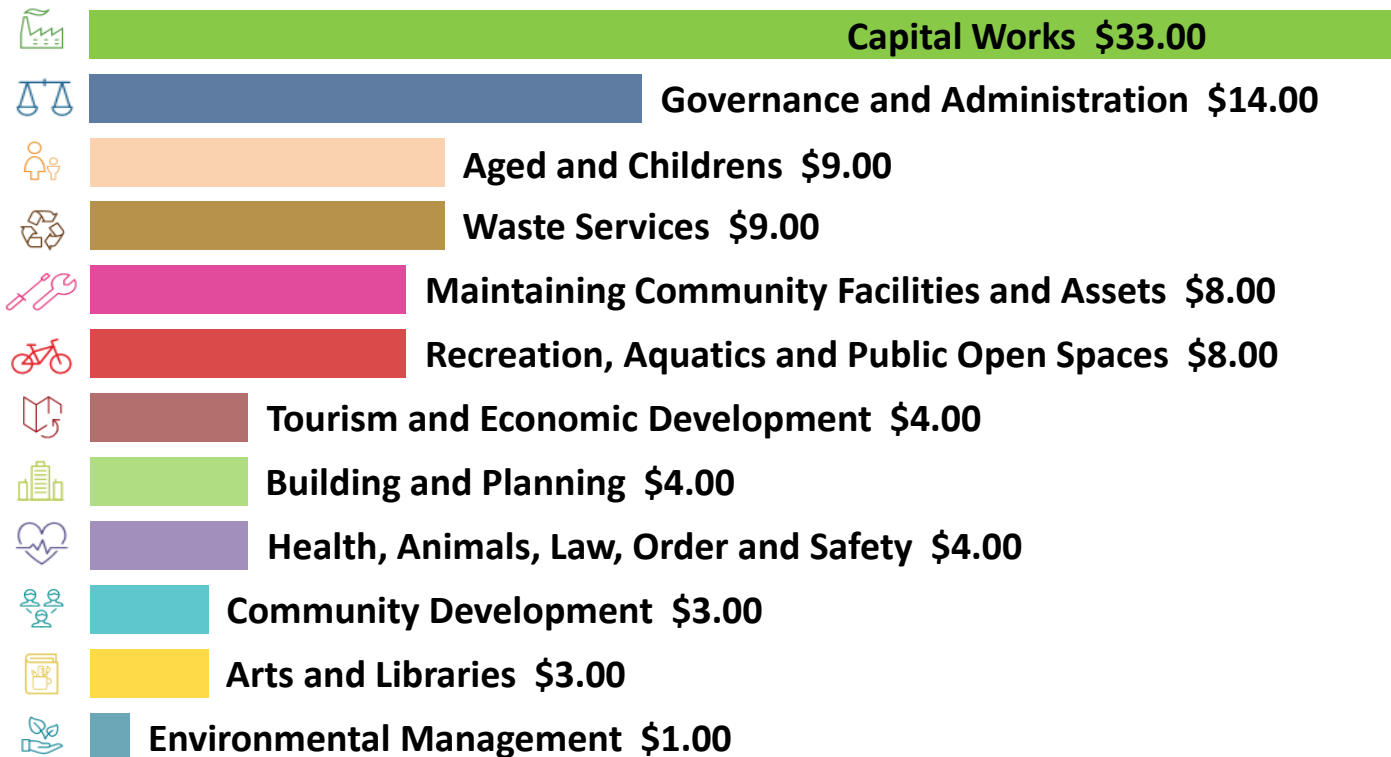 Capital Works $33.00
Governance and Administration $14.00
Aged and Childrens $9.00
Waste Services $9.00
Maintaining Community Facilities and Assets $8.00
Recreation, Aquatics and Public Open Spaces $8.00
Tourism and Economic Development $4.00
Building and Planning $4.00
Health, Animals, Law, Order and Safety $4.00
Community Development $3.00
Arts and Libraries $3.00
Environmental Management $1.00